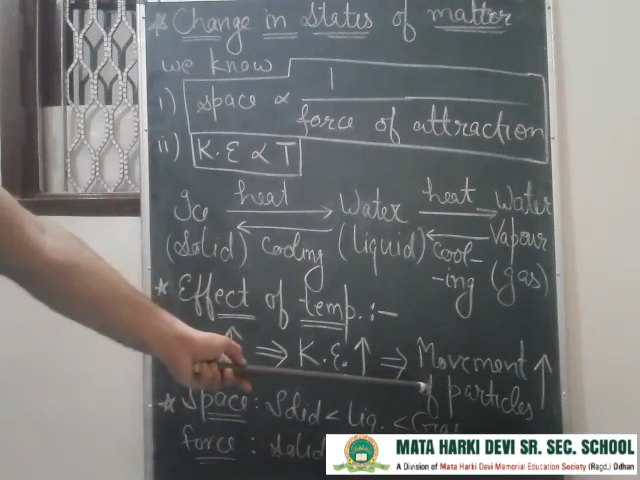 * Change in States of matter
we know
i) space ∝ 1 / force of attraction
ii) K.E ∝ T
Ice heat Water heat Water
Vapour
(Solid) cooling (liquid) cool-
-ing (gas)
* Effect of temp. :-
↑ ⇒ K.E. ↑ ⇒ Movement ↑
of particles
* Space : Solid < Liq. < Gas
force : Solid
MATA HARKI DEVI SR. SEC. SCHOOL
A Division of Mata Harki Devi Memorial Education Society (Regd.) Odhan